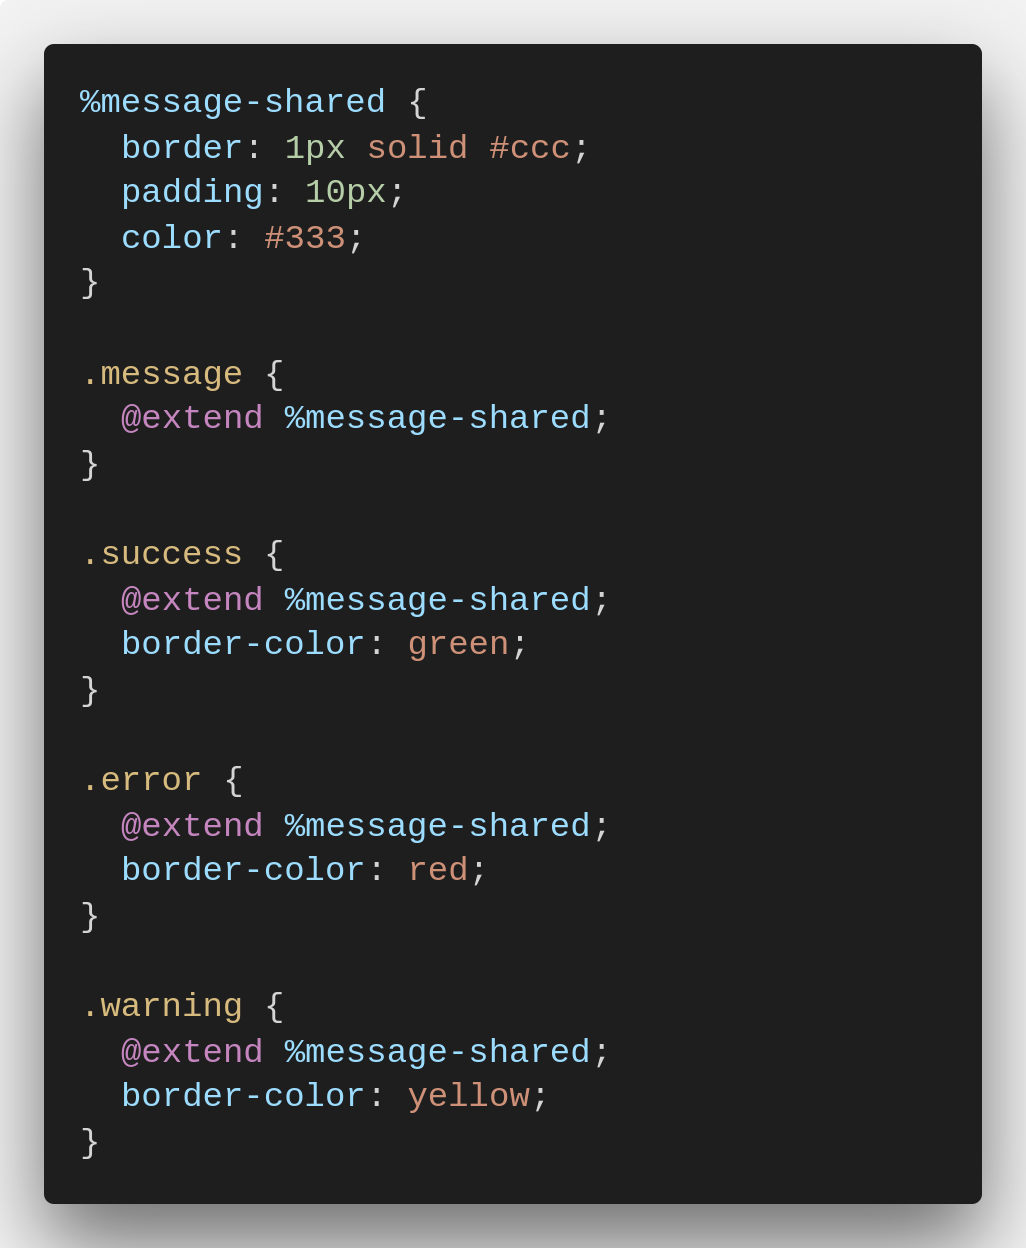 %message-shared {
  border: 1px solid #ccc;
  padding: 10px;
  color: #333;
}

.message {
  @extend %message-shared;
}

.success {
  @extend %message-shared;
  border-color: green;
}

.error {
  @extend %message-shared;
  border-color: red;
}

.warning {
  @extend %message-shared;
  border-color: yellow;
}